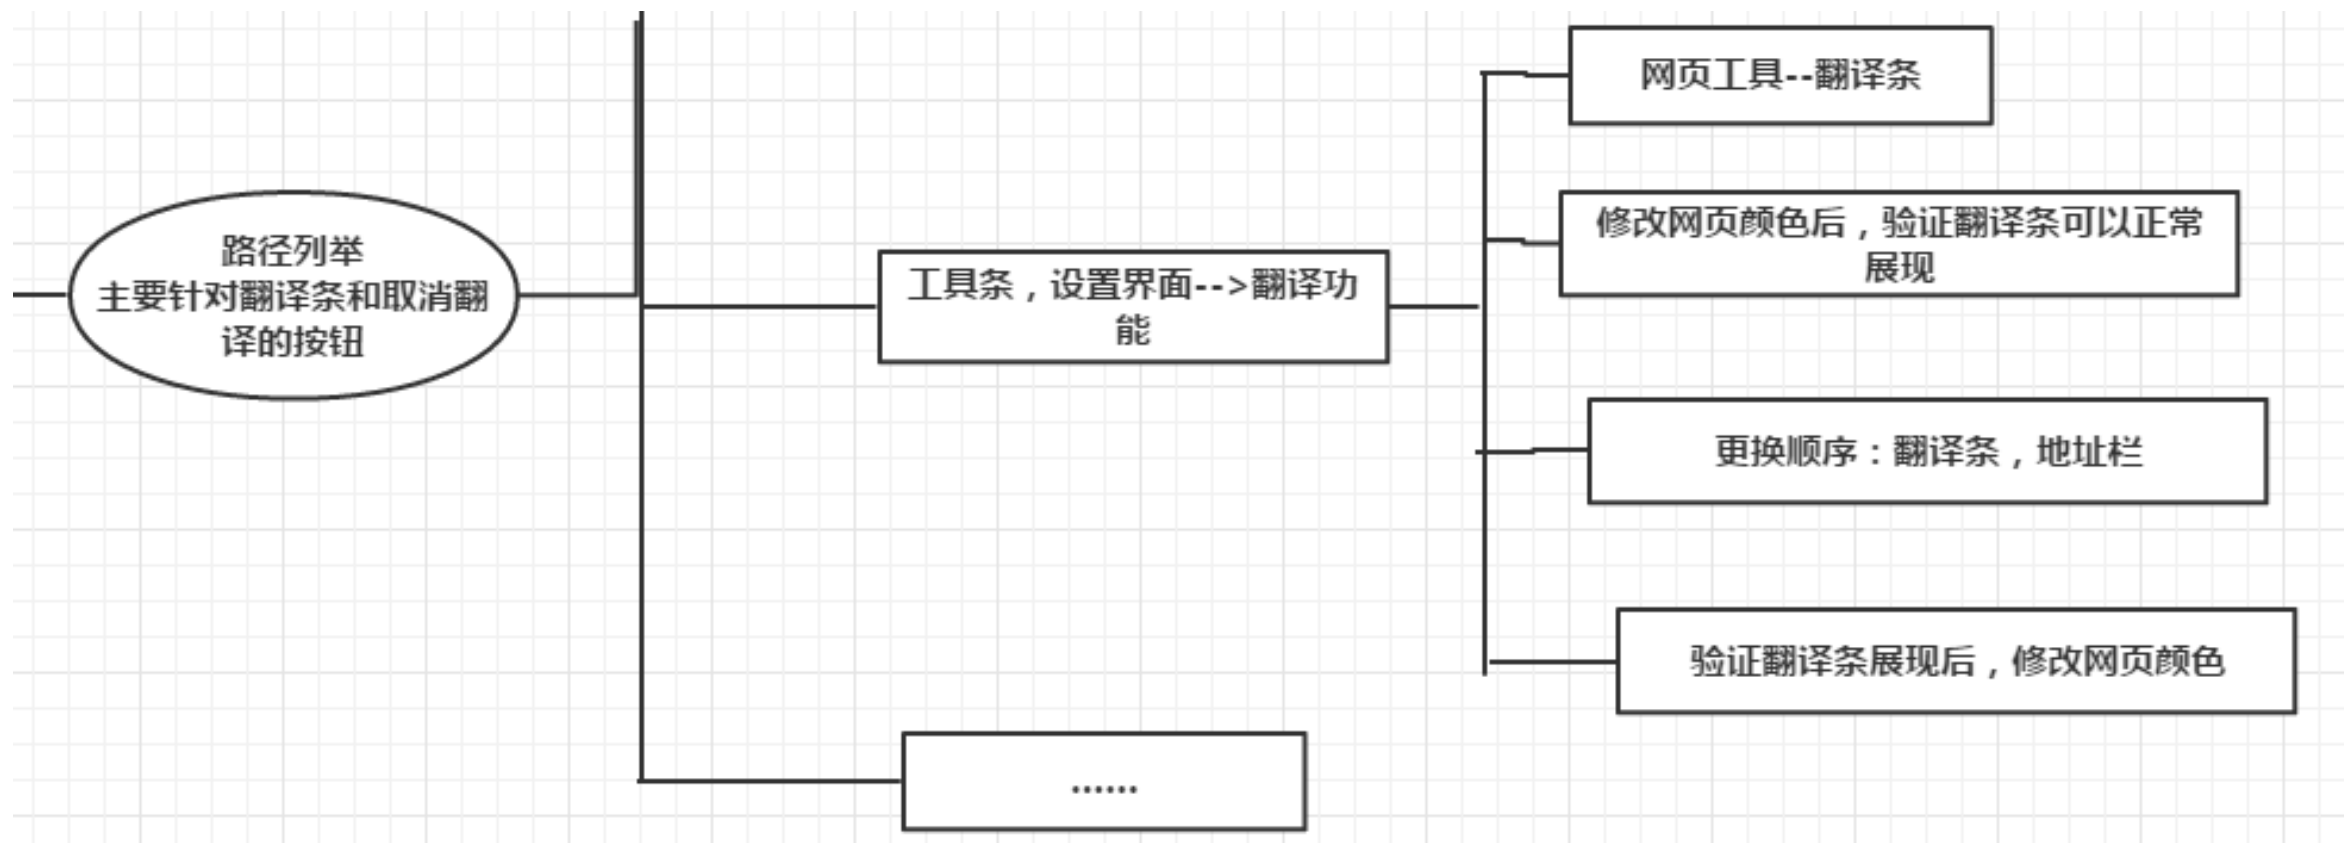 网页工具--翻译条
修改网页颜色后，验证翻译条可以正常
展现
路径列举
主要针对翻译条和取消翻
译的按钮
工具条，设置界面-->翻译功
能
更换顺序：翻译条，地址栏
验证翻译条展现后，修改网页颜色
……